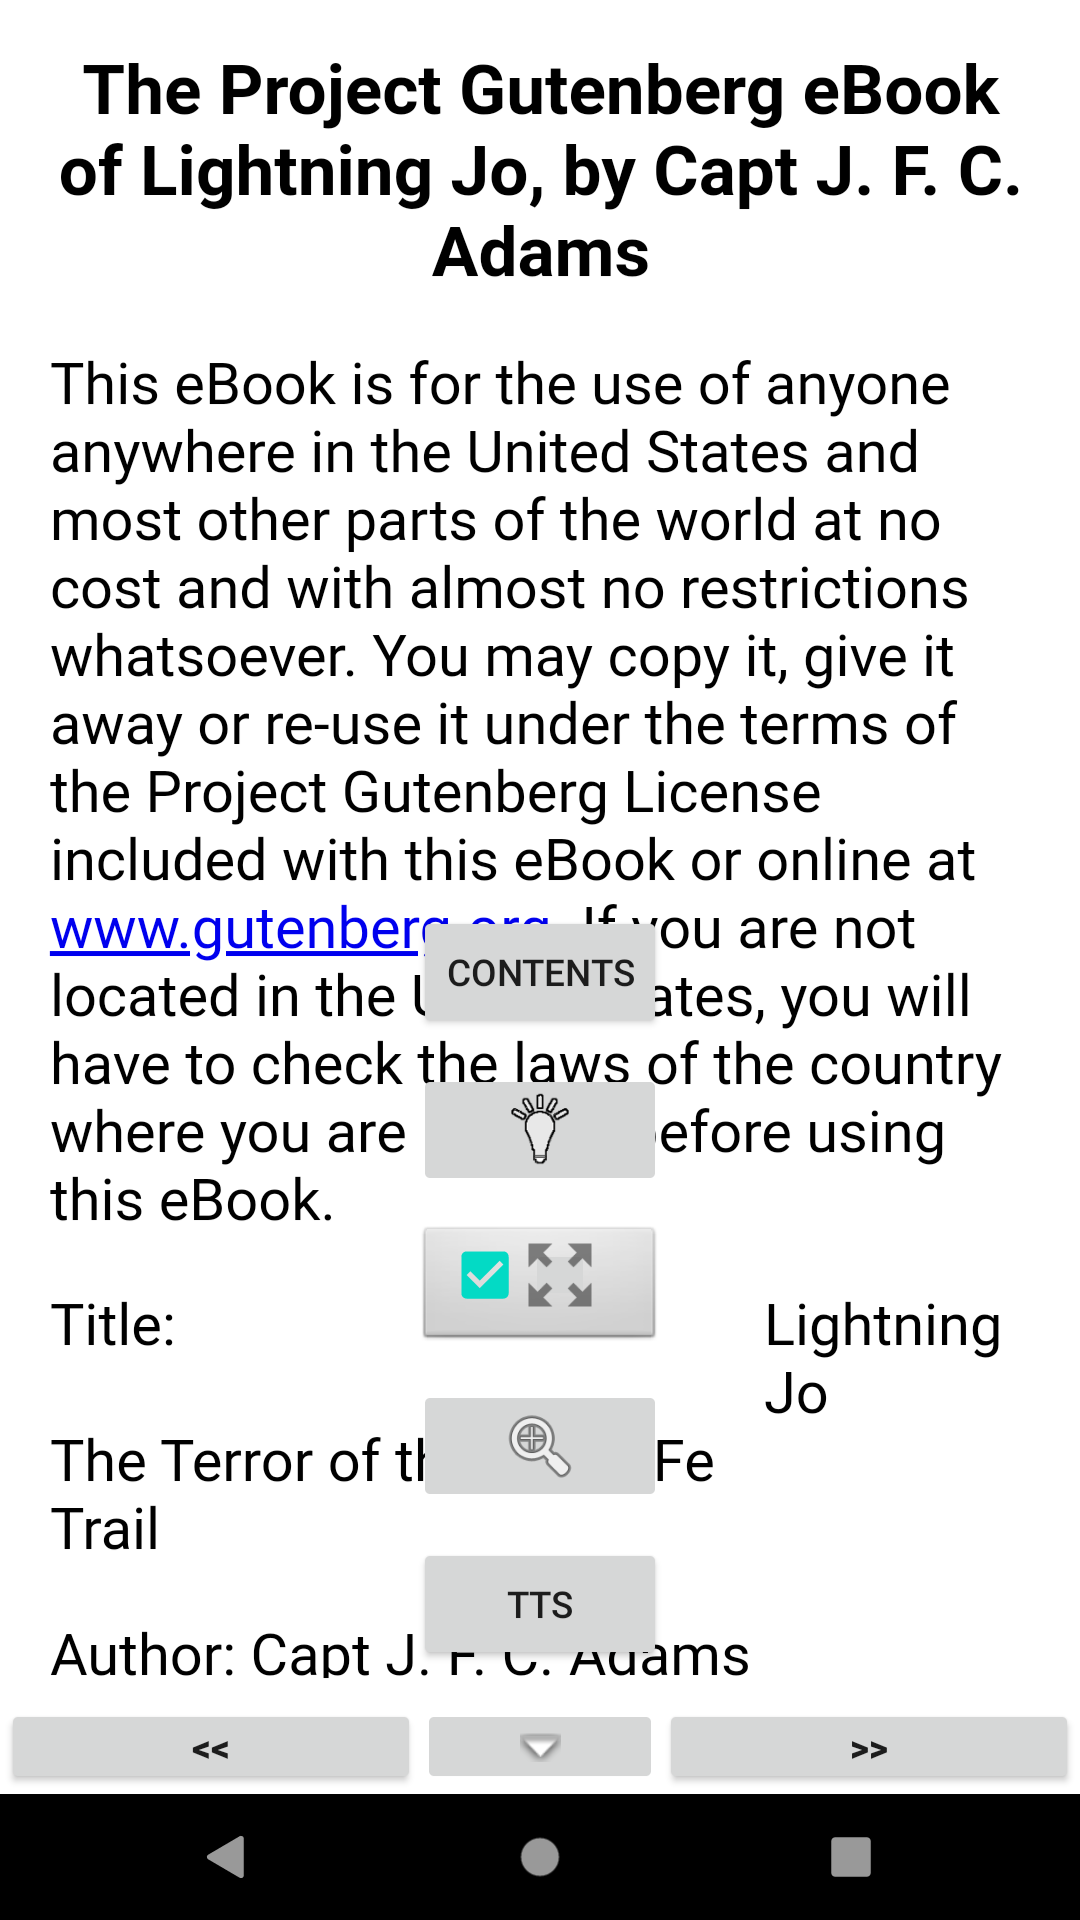 The Project Gutenberg eBook
of Lightning Jo, by Capt J. F. C.
Adams
This eBook is for the use of anyone
anywhere in the United States and
most other parts of the world at no
cost and with almost no restrictions
whatsoever. You may copy it, give it
away or re-use it under the terms of
the Project Gutenberg License
included with this eBook or online at
www.gutenberg.org. If you are not
CONTENTS
located in the ates, you will
have to check the laws of the country
where you are before using
this eBook.
Title: Lightning
Jo
The Terror of th Fe
Trail
TTS
Author: Capt J. F. C. Adams
<< >>